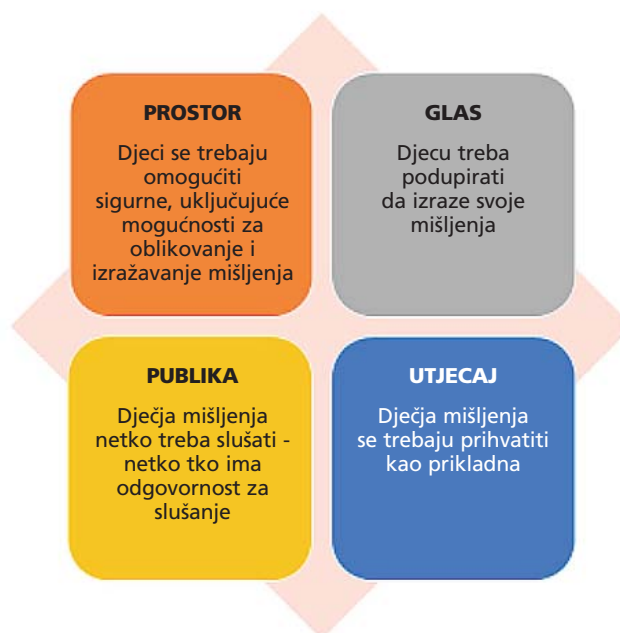 PROSTOR
Djeci se trebaju
omogućiti
sigurne, uključujuće
mogućnosti za
oblikovanje i
izražavanje mišljenja
GLAS
Djecu treba
podupirati
da izraze svoje
mišljenja
PUBLIKA
Dječja mišljenja
netko treba slušati -
netko tko ima
odgovornost za
slušanje
UTJECAJ
Dječja mišljenja
se trebaju prihvatiti
kao prikladna